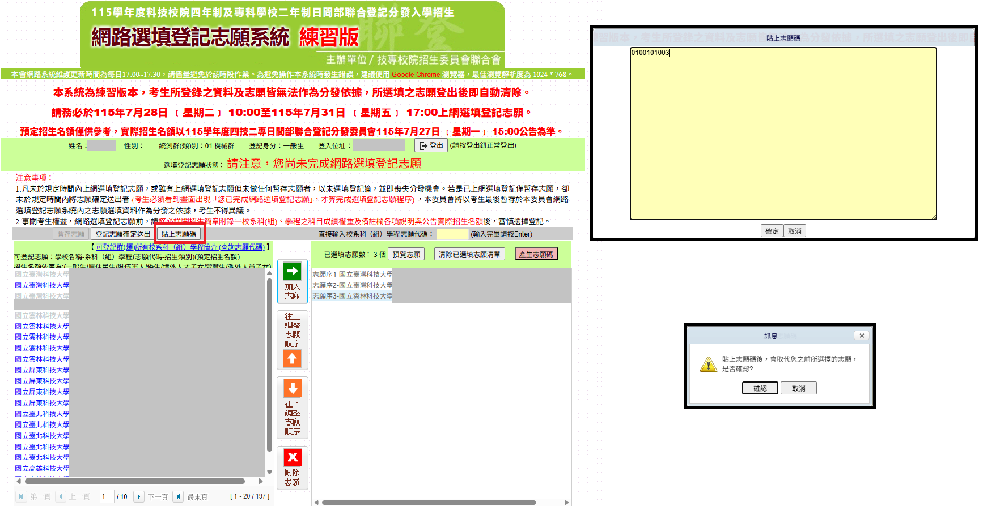 115學年度科技校院四年制及專科學校二年制日間部聯合登記分發入學招生
網路選填登記志願系統 練習版
主辦單位 / 技專校院招生委員會聯合會
本會網路系統維護更新時間為每日17:00~17:30，請儘量避免於該時段作業。為避免操作本系統時發生錯誤，建議使用 Google Chrome 瀏覽器，最佳瀏覽解析度為 1024 * 768。
本系統為練習版本，考生所登錄之資料及志願皆無法作為分發依據，所選填之志願登出後即自動清除。
請務必於115年7月28日﹝星期二﹞10:00至115年7月31日﹝星期五﹞17:00上網選填登記志願。
預定招生名額僅供參考，實際招生名額以115學年度四技二專日間部聯合登記分發委員會115年7月27日﹝星期一﹞15:00公告為準。
姓名： 性別： 統測群(類)別：01 機械群 登記身分：一般生 登入位址： 登出 (請按登出鈕正常登出)
選填登記志願狀態： 請注意，您尚未完成網路選填登記志願
注意事項：
1.凡未於規定時間內上網選填登記志願，或雖有上網選填登記志願但未做任何暫存志願者，以未選填登記論，並即喪失分發機會。若是已上網選填登記僅暫存志願，卻
未於規定時間內將志願確定送出者 (考生必須看到畫面出現「您已完成網路選填登記志願」，才算完成選填登記志願程序) ，本委員會將以考生最後暫存於本委員會網路
選填登記志願系統內之志願選填資料作為分發之依據，考生不得異議。
2.事關考生權益，網路選填登記志願前，請務必詳閱招生簡章附錄一校系科(組)、學程之科目成績權重及備註欄各項說明與公告實際招生名額後，審慎選擇登記。
暫存志願 登記志願確定送出 貼上志願碼 直接輸入校系科（組）學程志願代碼： (輸入完畢請按Enter)
【 可登記群(類)所有校系科（組）學程簡介 (查詢志願代碼) 】
可登記志願：學校名稱-系科（組）學程(志願代碼-招生類別)(預定招生名額)
招生名額依序為:(一般生/原住民生/退伍軍人/僑生/境外人才子女/蒙藏生/派外人員子女)
國立臺灣科技大學
國立臺灣科技大學
國立臺灣科技大學
國立雲林科技大學
國立雲林科技大學
國立雲林科技大學
國立雲林科技大學
國立雲林科技大學
國立屏東科技大學
國立屏東科技大學
國立屏東科技大學
國立屏東科技大學
國立臺北科技大學
國立臺北科技大學
國立臺北科技大學
國立臺北科技大學
國立臺北科技大學
國立高雄科技大學
第一頁 上一頁 1 / 10 下一頁 最末頁 [ 1 - 20 / 197 ]
加入
志願
往上
調整
志願
順序
往下
調整
志願
順序
刪除
志願
已選填志願數： 3 個 預覽志願 清除已選填志願清單 產生志願碼
志願序1-國立臺灣科技大學
志願序2-國立臺灣科技大學
志願序3-國立雲林科技大學
貼上志願碼
0100101003
確定 取消
訊息
貼上志願碼後，會取代您之前所選擇的志願，
是否確認?
確認 取消